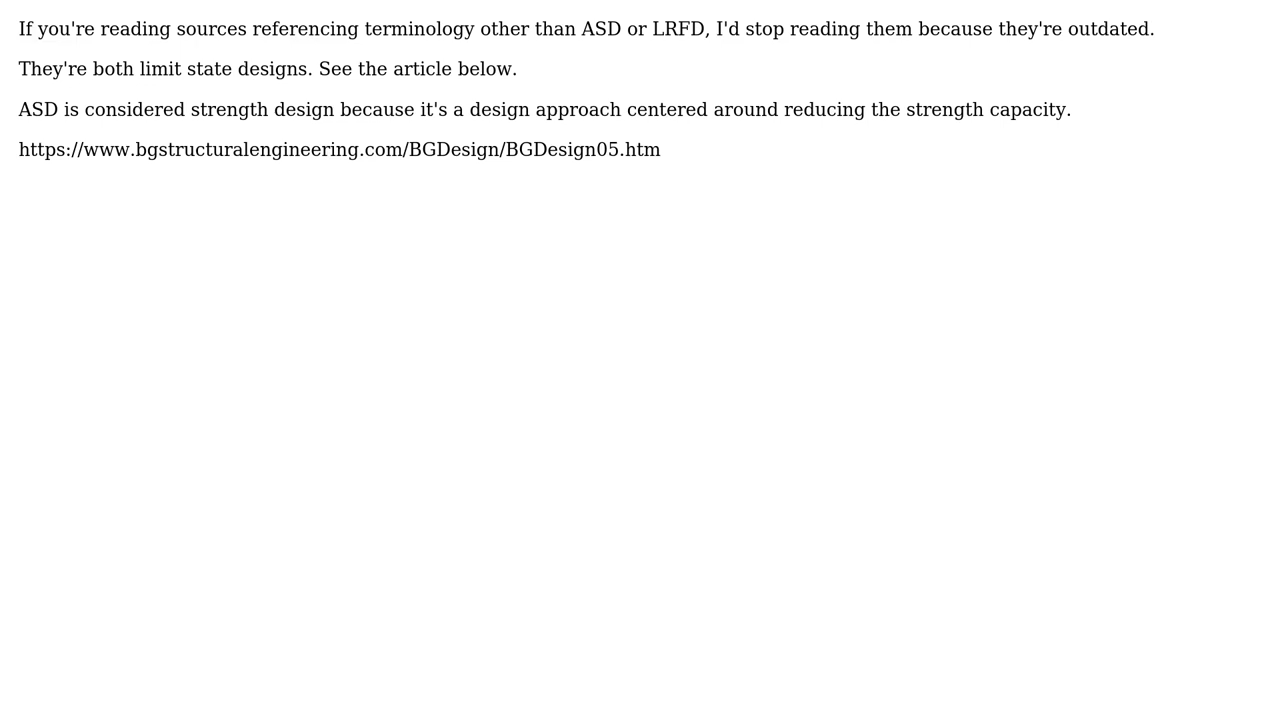 If you're reading sources referencing terminology other than ASD or LRFD, I'd stop reading them because they're outdated.
They're both limit state designs. See the article below.
ASD is considered strength design because it's a design approach centered around reducing the strength capacity.
https://www.bgstructuralengineering.com/BGDesign/BGDesign05.htm